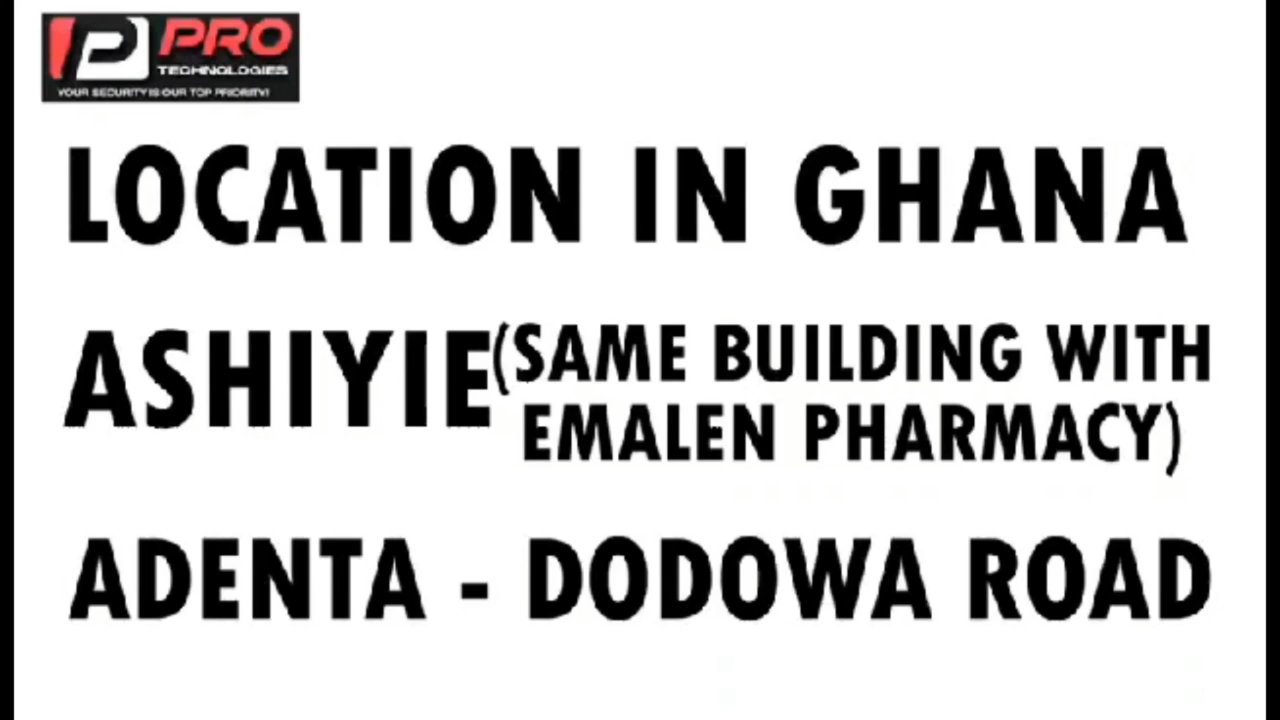 PRO
TECHNOLOGIES
YOUR SECURITY IS OUR TOP PRIORITY!
LOCATION IN GHANA
ASHIYIE (SAME BUILDING WITH
EMALEN PHARMACY)
ADENTA - DODOWA ROAD